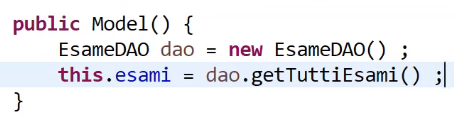 public Model() {
EsameDAO dao = new EsameDAO() ;
this.esami = dao.getTuttiEsami() ;
}